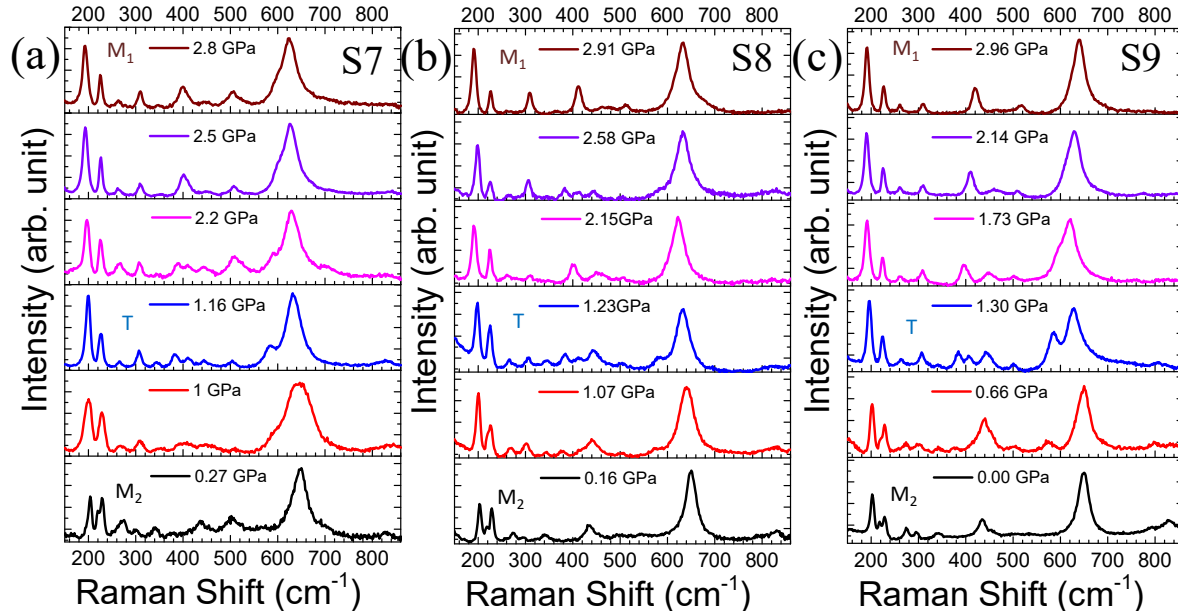 200 300 400 500 600 700 800
200 300 400 500 600 700 800
200 300 400 500 600 700 800
(a)
M₁
2.8 GPa
S7
2.5 GPa
2.2 GPa
1.16 GPa
T
1 GPa
0.27 GPa
M₂
Intensity (arb. unit)
200 300 400 500 600 700 800
Raman Shift (cm⁻¹)
(b)
M₁
2.91 GPa
S8
2.58 GPa
2.15GPa
1.23GPa
T
1.07 GPa
0.16 GPa
M₂
Intensity (arb. unit)
200 300 400 500 600 700 800
Raman Shift (cm⁻¹)
(c)
M₁
2.96 GPa
S9
2.14 GPa
1.73 GPa
1.30 GPa
T
0.66 GPa
0.00 GPa
M₂
Intensity (arb. unit)
200 300 400 500 600 700 800
Raman Shift (cm⁻¹)